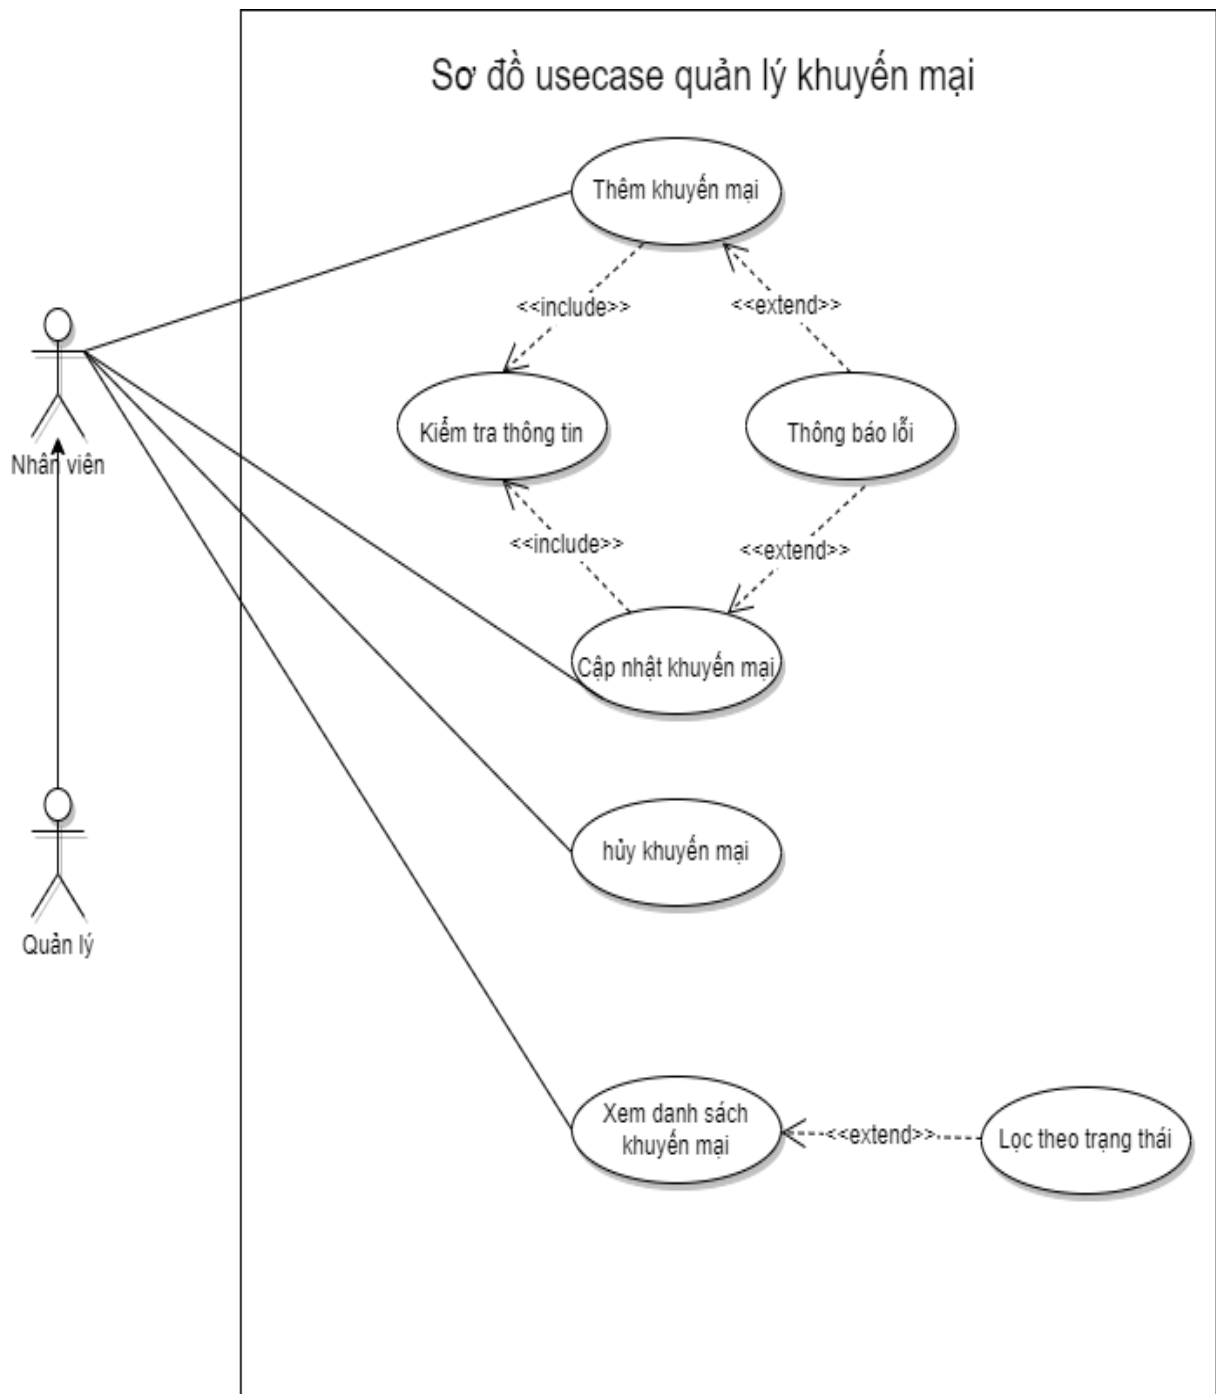 Sơ đồ usecase quản lý khuyến mại
Thêm khuyến mại
<<include>>
<<extend>>
Kiểm tra thông tin
Thông báo lỗi
Nhân viên
<<include>>
<<extend>>
Cập nhật khuyến mại
hủy khuyến mại
Quản lý
Xem danh sách
khuyến mại
<<extend>>
Lọc theo trạng thái